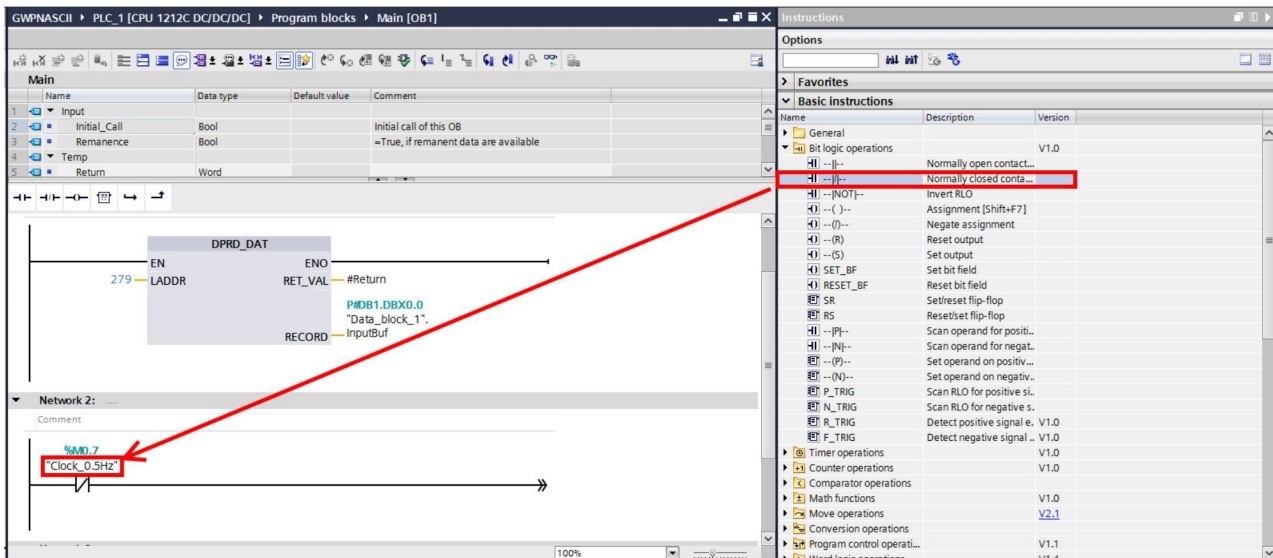 GWPNASCII ▸ PLC_1 [CPU 1212C DC/DC/DC] ▸ Program blocks ▸ Main [OB1]
Main
Name Data type Default value Comment
1 Input
2 Initial_Call Bool Initial call of this OB
3 Remanence Bool =True, if remanent data are available
4 Temp
5 Return Word
??
DPRD_DAT
EN ENO
279 LADDR RET_VAL #Return
P#DB1.DBX0.0
"Data_block_1".
RECORD InputBuf
Network 2:
Comment
%M0.7
"Clock_0.5Hz"
100%
Instructions
Options
Favorites
Basic instructions
Name Description Version
General
Bit logic operations V1.0
--||-- Normally open contact...
--|/|-- Normally closed conta...
--|NOT|-- Invert RLO
--( )-- Assignment [Shift+F7]
--(/)-- Negate assignment
--(R) Reset output
--(S) Set output
SET_BF Set bit field
RESET_BF Reset bit field
SR Set/reset flip-flop
RS Reset/set flip-flop
--|P|-- Scan operand for positi...
--|N|-- Scan operand for negat..
--(P)-- Set operand on positiv...
--(N)-- Set operand on negativ..
P_TRIG Scan RLO for positive si..
N_TRIG Scan RLO for negative s.
R_TRIG Detect positive signal e. V1.0
F_TRIG Detect negative signal .. V1.0
Timer operations V1.0
Counter operations V1.0
Comparator operations
Math functions V1.0
Move operations V2.1
Conversion operations
Program control operati... V1.1